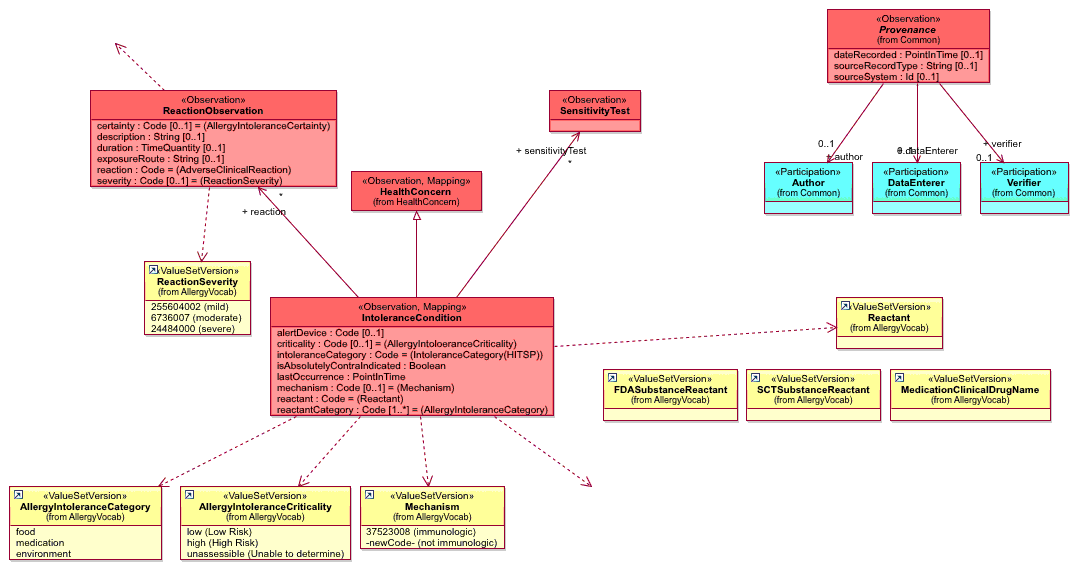 «Observation»
Provenance
(from Common)
dateRecorded : PointInTime [0..1]
sourceRecordType : String [0..1]
sourceSystem : Id [0..1]
«Observation»
ReactionObservation
certainty : Code [0..1] = (AllergyIntoleranceCertainty)
description : String [0..1]
duration : TimeQuantity [0..1]
exposureRoute : String [0..1]
reaction : Code = (AdverseClinicalReaction)
severity : Code [0..1] = (ReactionSeverity)
«Observation»
SensitivityTest
+ sensitivityTest
*
0..1
+ author
0..1
+ dataEnterer
+ verifier
0..1
«Participation»
Author
(from Common)
«Participation»
DataEnterer
(from Common)
«Participation»
Verifier
(from Common)
«Observation, Mapping»
HealthConcern
(from HealthConcern)
*
+ reaction
«ValueSetVersion»
ReactionSeverity
(from AllergyVocab)
255604002 (mild)
6736007 (moderate)
24484000 (severe)
«Observation, Mapping»
IntoleranceCondition
alertDevice : Code [0..1]
criticality : Code [0..1] = (AllergyIntoloeranceCriticality)
intoleranceCategory : Code = (IntoleranceCategory(HITSP))
isAbsolutelyContraIndicated : Boolean
lastOccurrence : PointInTime
mechanism : Code [0..1] = (Mechanism)
reactant : Code = (Reactant)
reactantCategory : Code [1..*] = (AllergyIntoleranceCategory)
«ValueSetVersion»
Reactant
(from AllergyVocab)
«ValueSetVersion»
FDASubstanceReactant
(from AllergyVocab)
«ValueSetVersion»
SCTSubstanceReactant
(from AllergyVocab)
«ValueSetVersion»
MedicationClinicalDrugName
(from AllergyVocab)
«ValueSetVersion»
AllergyIntoleranceCategory
(from AllergyVocab)
food
medication
environment
«ValueSetVersion»
AllergyIntoleranceCriticality
(from AllergyVocab)
low (Low Risk)
high (High Risk)
unassessible (Unable to determine)
«ValueSetVersion»
Mechanism
(from AllergyVocab)
37523008 (immunologic)
-newCode- (not immunologic)